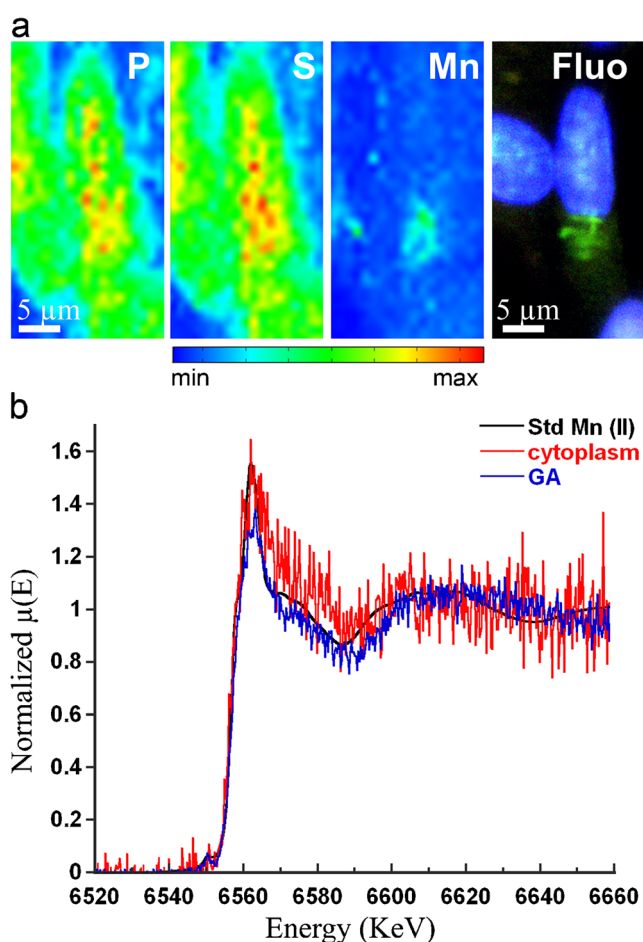 a
P S Mn Fluo
5 µm 5 µm 5 µm
min max
b
Std Mn (II)
cytoplasm
GA
1.6
1.4
1.2
1
0.8
0.6
0.4
0.2
0
Normalized µ(E)
6520 6540 6560 6580 6600 6620 6640 6660
Energy (KeV)